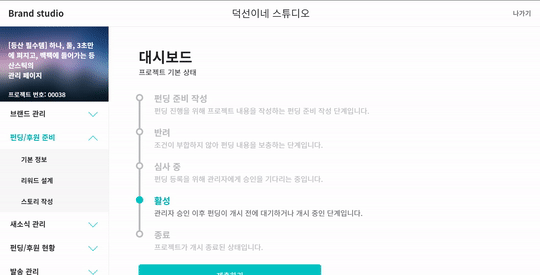 Brand studio
덕선이네 스튜디오
나가기
[등산 필수템] 하나, 둘, 3초만
에 펴지고, 백팩에 들어가는 등
산스틱의
관리 페이지
프로젝트 번호: 00038
브랜드 관리
펀딩/후원 준비
기본 정보
리워드 설계
스토리 작성
새소식 관리
펀딩/후원 현황
발송 관리
대시보드
프로젝트 기본 상태
펀딩 준비 작성
펀딩 진행을 위해 프로젝트 내용을 작성하는 펀딩 준비 작성 단계입니다.
반려
조건이 부합하지 않아 펀딩 내용을 보충하는 단계입니다.
심사 중
펀딩 등록을 위해 관리자에게 승인을 기다리는 중입니다.
활성
관리자 승인 이후 펀딩이 개시 전에 대기하거나 개시 중인 단계입니다.
종료
프로젝트가 개시 종료된 상태입니다.